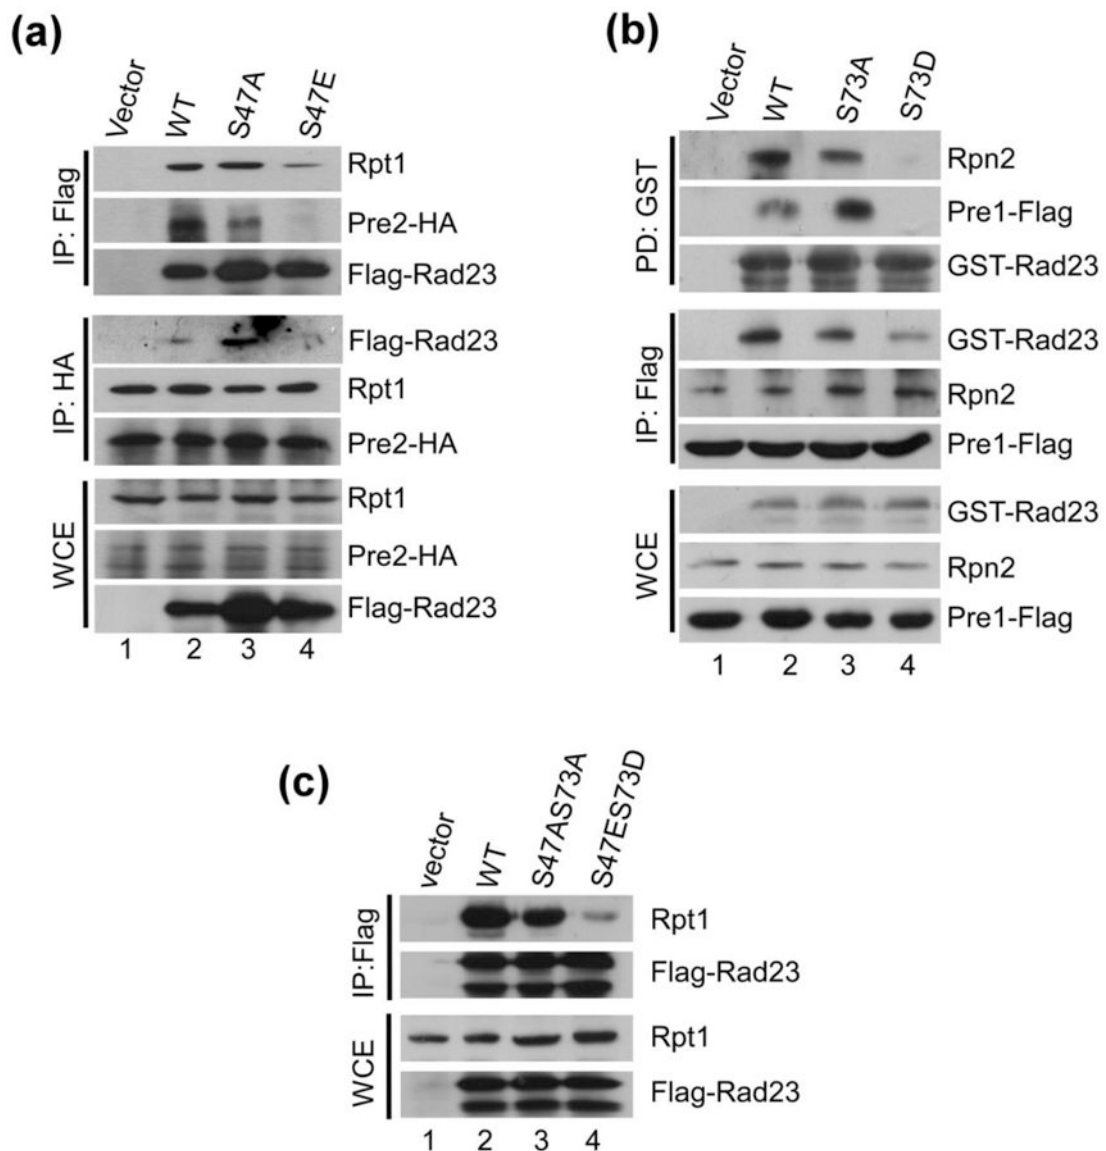 (a)
Vector WT S47A S47E
IP: Flag
Rpt1
Pre2-HA
Flag-Rad23
IP: HA
Flag-Rad23
Rpt1
Pre2-HA
WCE
Rpt1
Pre2-HA
Flag-Rad23
1 2 3 4
(b)
Vector WT S73A S73D
PD: GST
Rpn2
Pre1-Flag
GST-Rad23
IP: Flag
GST-Rad23
Rpn2
Pre1-Flag
WCE
GST-Rad23
Rpn2
Pre1-Flag
1 2 3 4
(c)
vector WT S47AS73A S47ES73D
IP:Flag
Rpt1
Flag-Rad23
WCE
Rpt1
Flag-Rad23
1 2 3 4